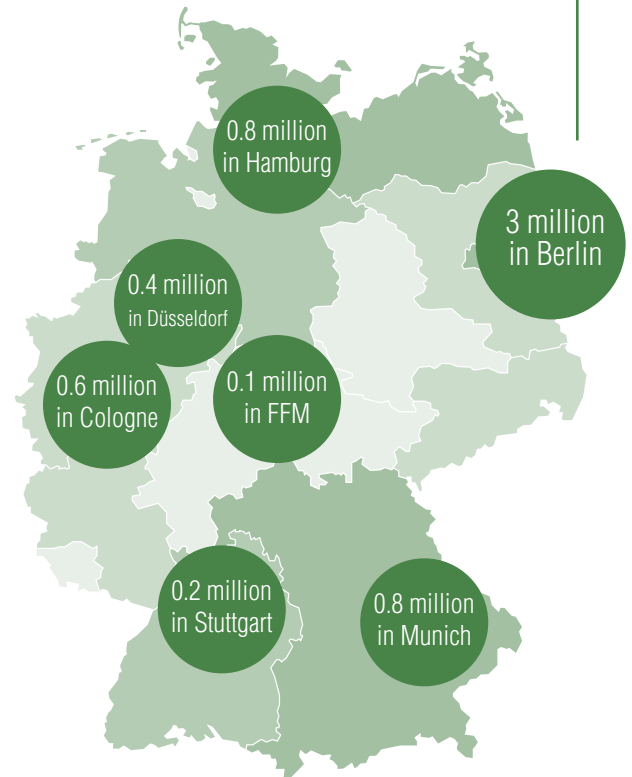 0.8 million
in Hamburg
3 million
in Berlin
0.4 million
in Düsseldorf
0.6 million
in Cologne
0.1 million
in FFM
0.2 million
in Stuttgart
0.8 million
in Munich